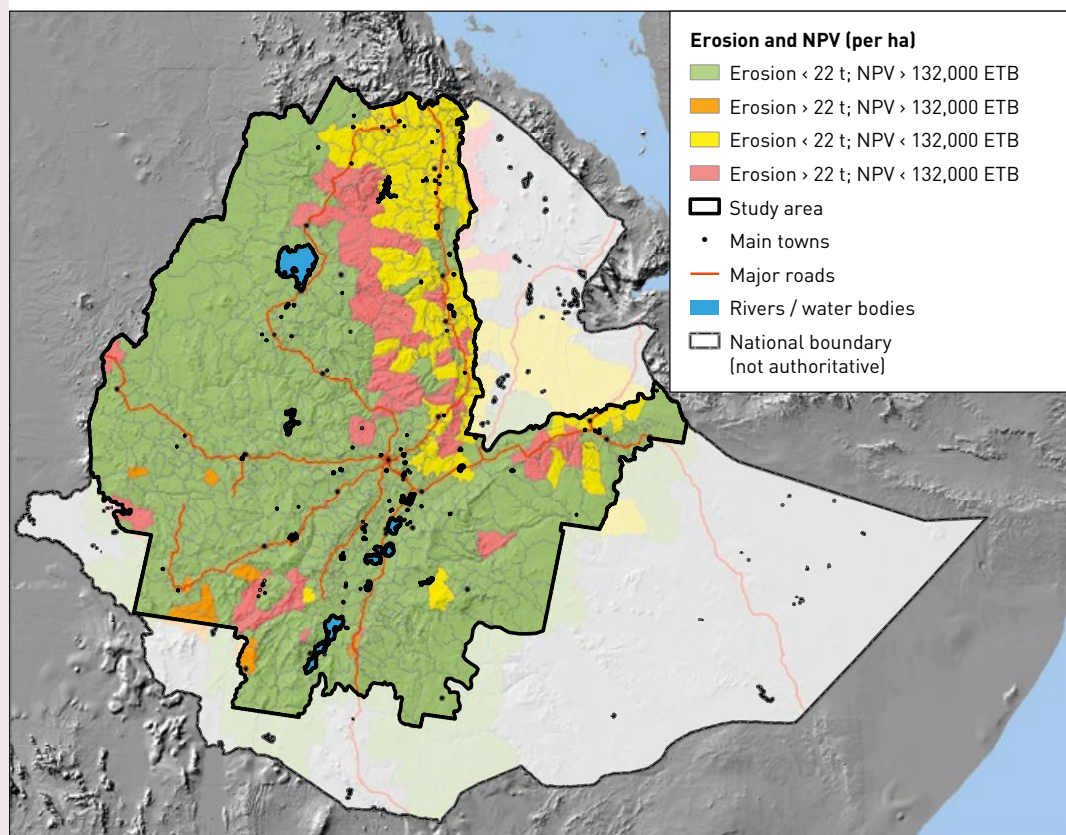 Erosion and NPV (per ha)
Erosion ‹ 22 t; NPV › 132,000 ETB
Erosion › 22 t; NPV › 132,000 ETB
Erosion ‹ 22 t; NPV ‹ 132,000 ETB
Erosion › 22 t; NPV ‹ 132,000 ETB
Study area
Main towns
Major roads
Rivers / water bodies
National boundary
(not authoritative)